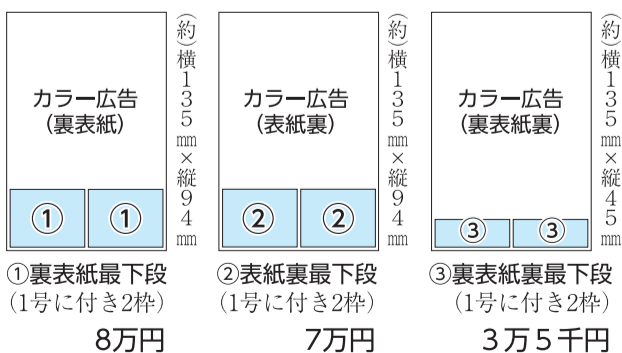 カラー広告
(裏表紙)
①
①
(約)横135㎜×縦94㎜
①裏表紙最下段
(1号に付き2枠)
8万円
カラー広告
(表紙裏)
②
②
(約)横135㎜×縦94㎜
②表紙裏最下段
(1号に付き2枠)
7万円
カラー広告
(裏表紙裏)
③
③
(約)横135㎜×縦45㎜
③裏表紙裏最下段
(1号に付き2枠)
3万5千円